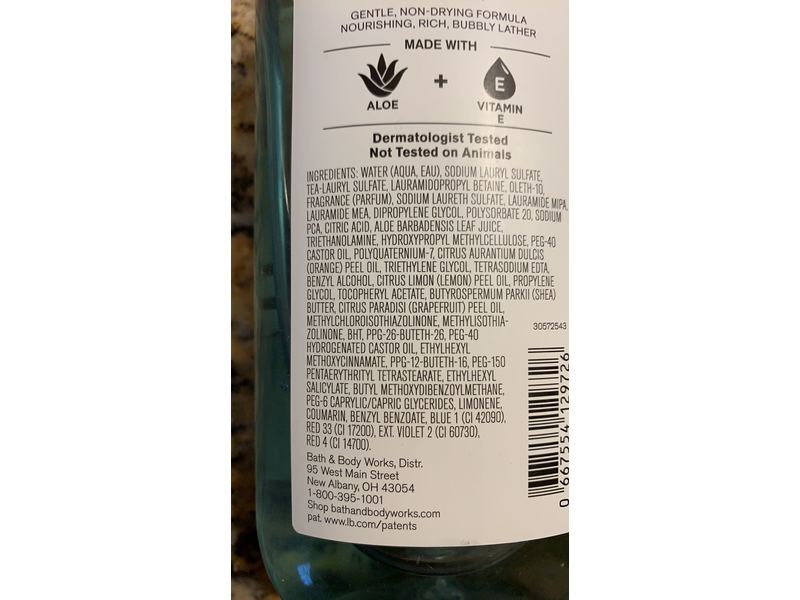 GENTLE, NON-DRYING FORMULA
NOURISHING, RICH, BUBBLY LATHER
MADE WITH
ALOE
+
E
VITAMIN
E
Dermatologist Tested
Not Tested on Animals
INGREDIENTS: WATER (AQUA, EAU), SODIUM LAURYL SULFATE,
TEA-LAURYL SULFATE, LAURAMIDOPROPYL BETAINE, OLETH-10,
FRAGRANCE (PARFUM), SODIUM LAURETH SULFATE, LAURAMIDE MIPA,
LAURAMIDE MEA, DIPROPYLENE GLYCOL, POLYSORBATE 20, SODIUM
PCA, CITRIC ACID, ALOE BARBADENSIS LEAF JUICE,
TRIETHANOLAMINE, HYDROXYPROPYL METHYLCELLULOSE, PEG-40
CASTOR OIL, POLYQUATERNIUM-7, CITRUS AURANTIUM DULCIS
(ORANGE) PEEL OIL, TRIETHYLENE GLYCOL, TETRASODIUM EDTA,
BENZYL ALCOHOL, CITRUS LIMON (LEMON) PEEL OIL, PROPYLENE
GLYCOL, TOCOPHERYL ACETATE, BUTYROSPERMUM PARKII (SHEA)
BUTTER, CITRUS PARADISI (GRAPEFRUIT) PEEL OIL,
METHYLCHLOROISOTHIAZOLINONE, METHYLISOTHIA-
ZOLINONE, BHT, PPG-26-BUTETH-26, PEG-40
HYDROGENATED CASTOR OIL, ETHYLHEXYL
METHOXYCINNAMATE, PPG-12-BUTETH-16, PEG-150
PENTAERYTHRITYL TETRASTEARATE, ETHYLHEXYL
SALICYLATE, BUTYL METHOXYDIBENZOYLMETHANE,
PEG-6 CAPRYLIC/CAPRIC GLYCERIDES, LIMONENE,
COUMARIN, BENZYL BENZOATE, BLUE 1 (CI 42090),
RED 33 (CI 17200), EXT. VIOLET 2 (CI 60730),
RED 4 (CI 14700).
30572543
0 667554 129726
Bath & Body Works, Distr.
95 West Main Street
New Albany, OH 43054
1-800-395-1001
Shop bathandbodyworks.com
pat. www.lb.com/patents